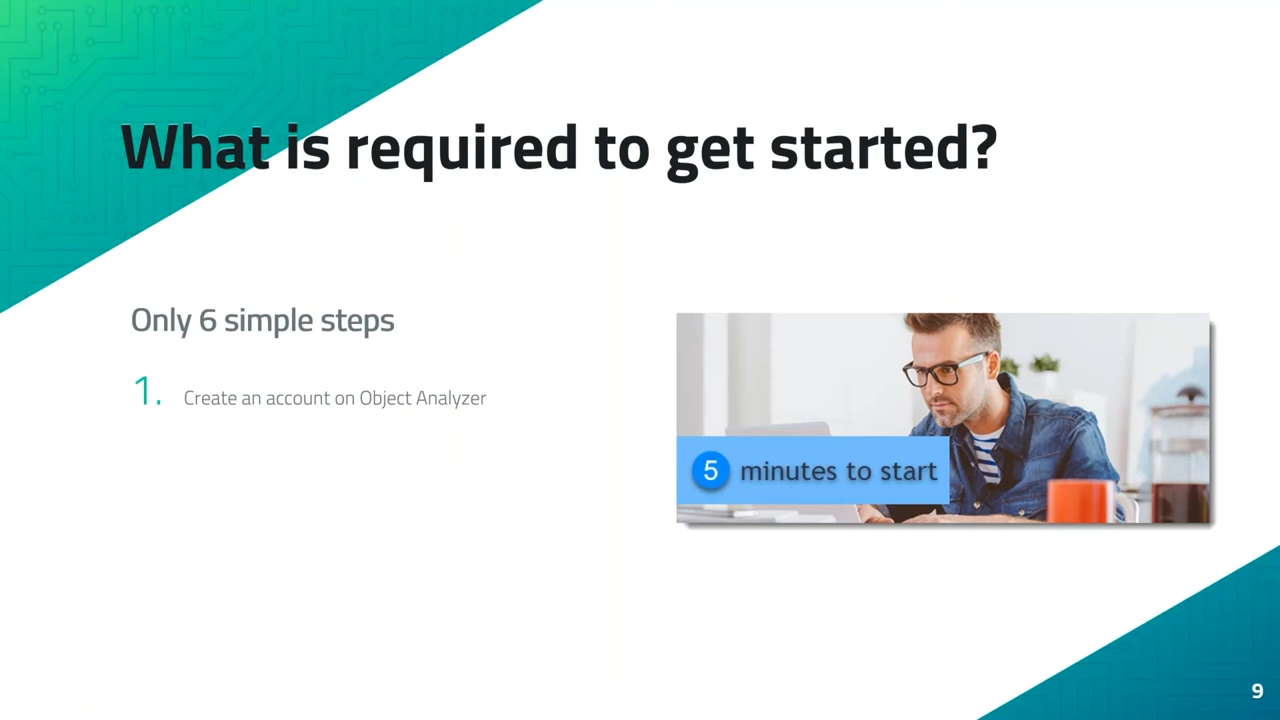 What is required to get started?
Only 6 simple steps
1. Create an account on Object Analyzer
5 minutes to start
9